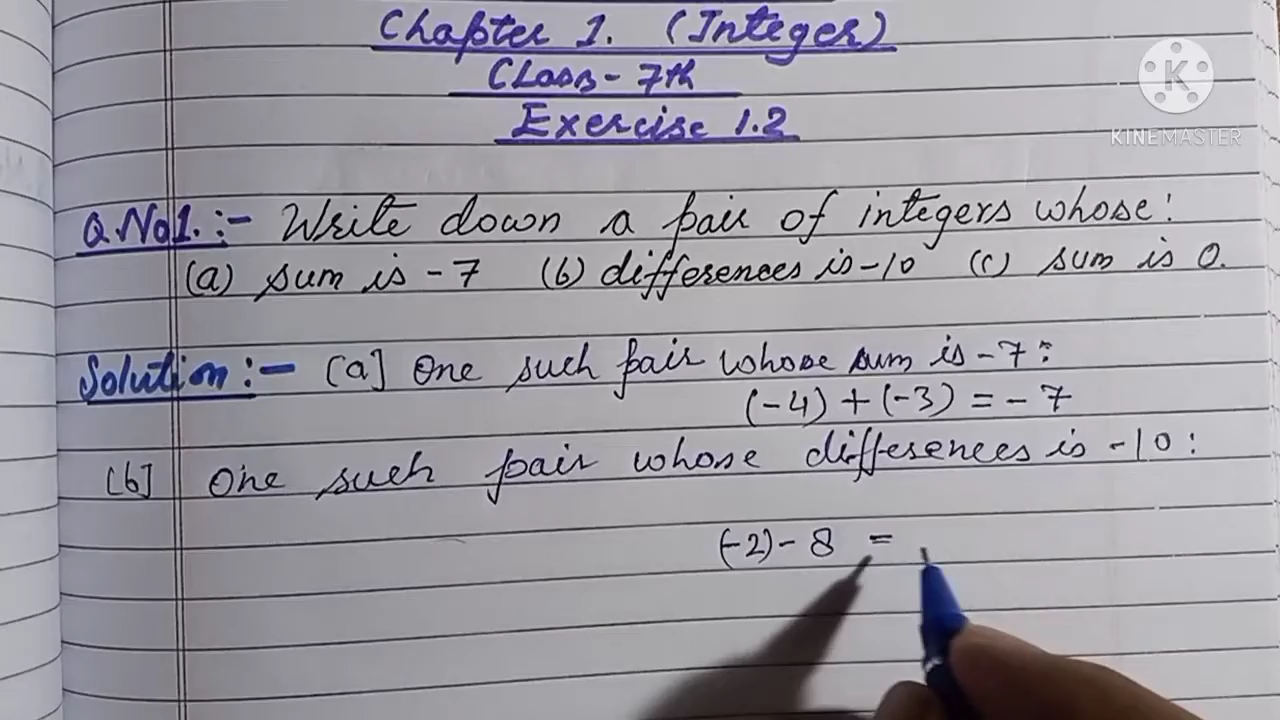 Chapter 1. (Integer)
Class - 7th
Exercise 1.2
KINEMASTER
Q.No1.:- Write down a pair of integers whose:
(a) sum is -7 (b) differences is -10 (c) sum is 0.
Solution:- (a] One such pair whose sum is -7:
(-4) + (-3) = - 7
(b] One such pair whose differences is -10:
(-2) - 8 =